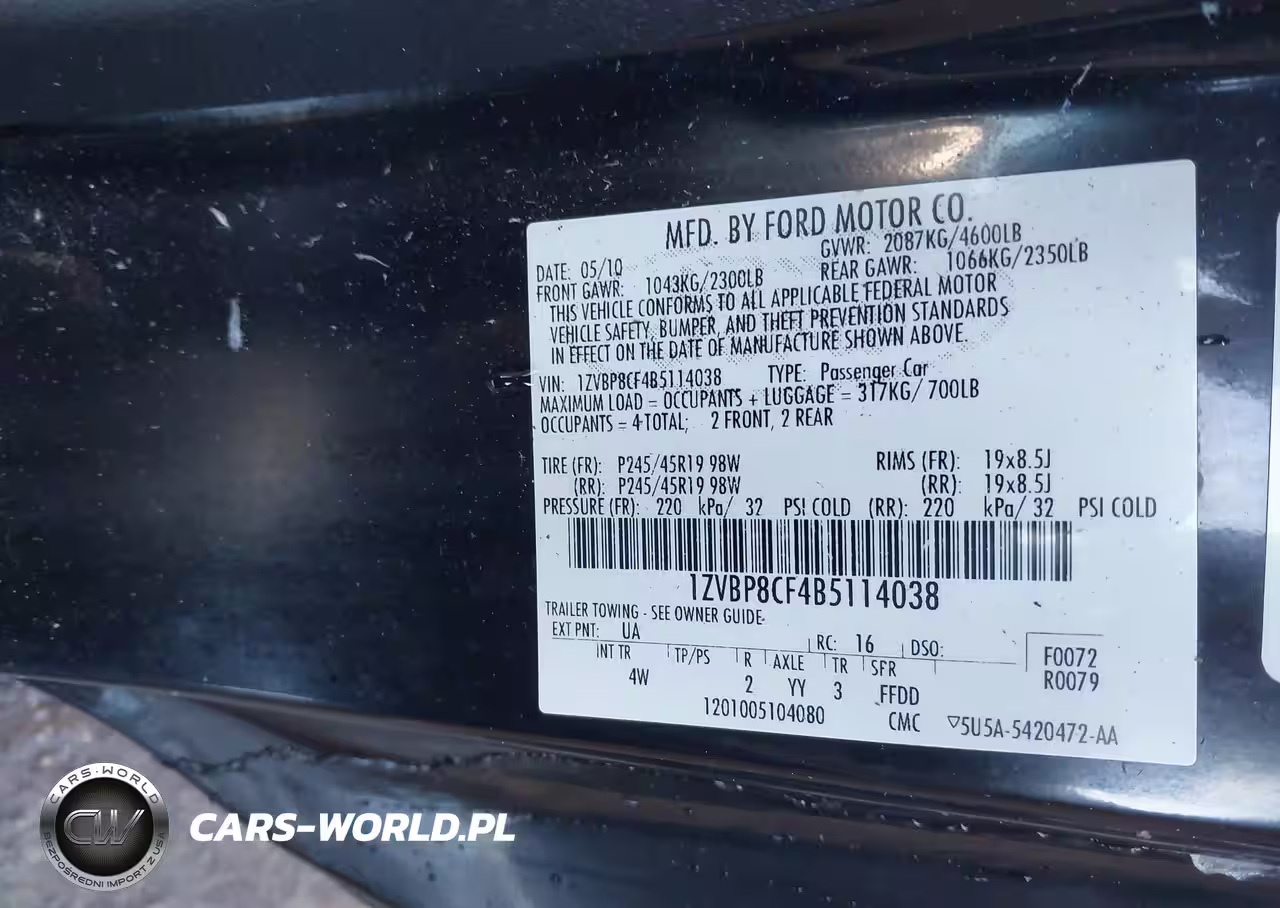 MFD. BY FORD MOTOR CO.
DATE: 05/10 GVWR: 2087KG/4600LB
FRONT GAWR: 1043KG/2300LB REAR GAWR: 1066KG/2350LB
THIS VEHICLE CONFORMS TO ALL APPLICABLE FEDERAL MOTOR
VEHICLE SAFETY, BUMPER, AND THEFT PREVENTION STANDARDS
IN EFFECT ON THE DATE OF MANUFACTURE SHOWN ABOVE.
VIN: 1ZVBP8CF4B5114038 TYPE: Passenger Car
MAXIMUM LOAD = OCCUPANTS + LUGGAGE = 317KG/ 700LB
OCCUPANTS = 4 TOTAL; 2 FRONT, 2 REAR
TIRE (FR): P245/45R19 98W RIMS (FR): 19x8.5J
(RR): P245/45R19 98W (RR): 19x8.5J
PRESSURE (FR): 220 kPa/ 32 PSI COLD (RR): 220 kPa/ 32 PSI COLD
1ZVBP8CF4B5114038
TRAILER TOWING - SEE OWNER GUIDE-
EXT PNT: UA RC: 16 DSO:
INT TR TP/PS R AXLE TR SFR
4W 2 YY 3 FFDD
F0072
R0079
1201005104080 CMC ▽5U5A-5420472-AA
CARS-WORLD
CW
BEZPOŚREDNI IMPORT Z USA
CARS-WORLD.PL